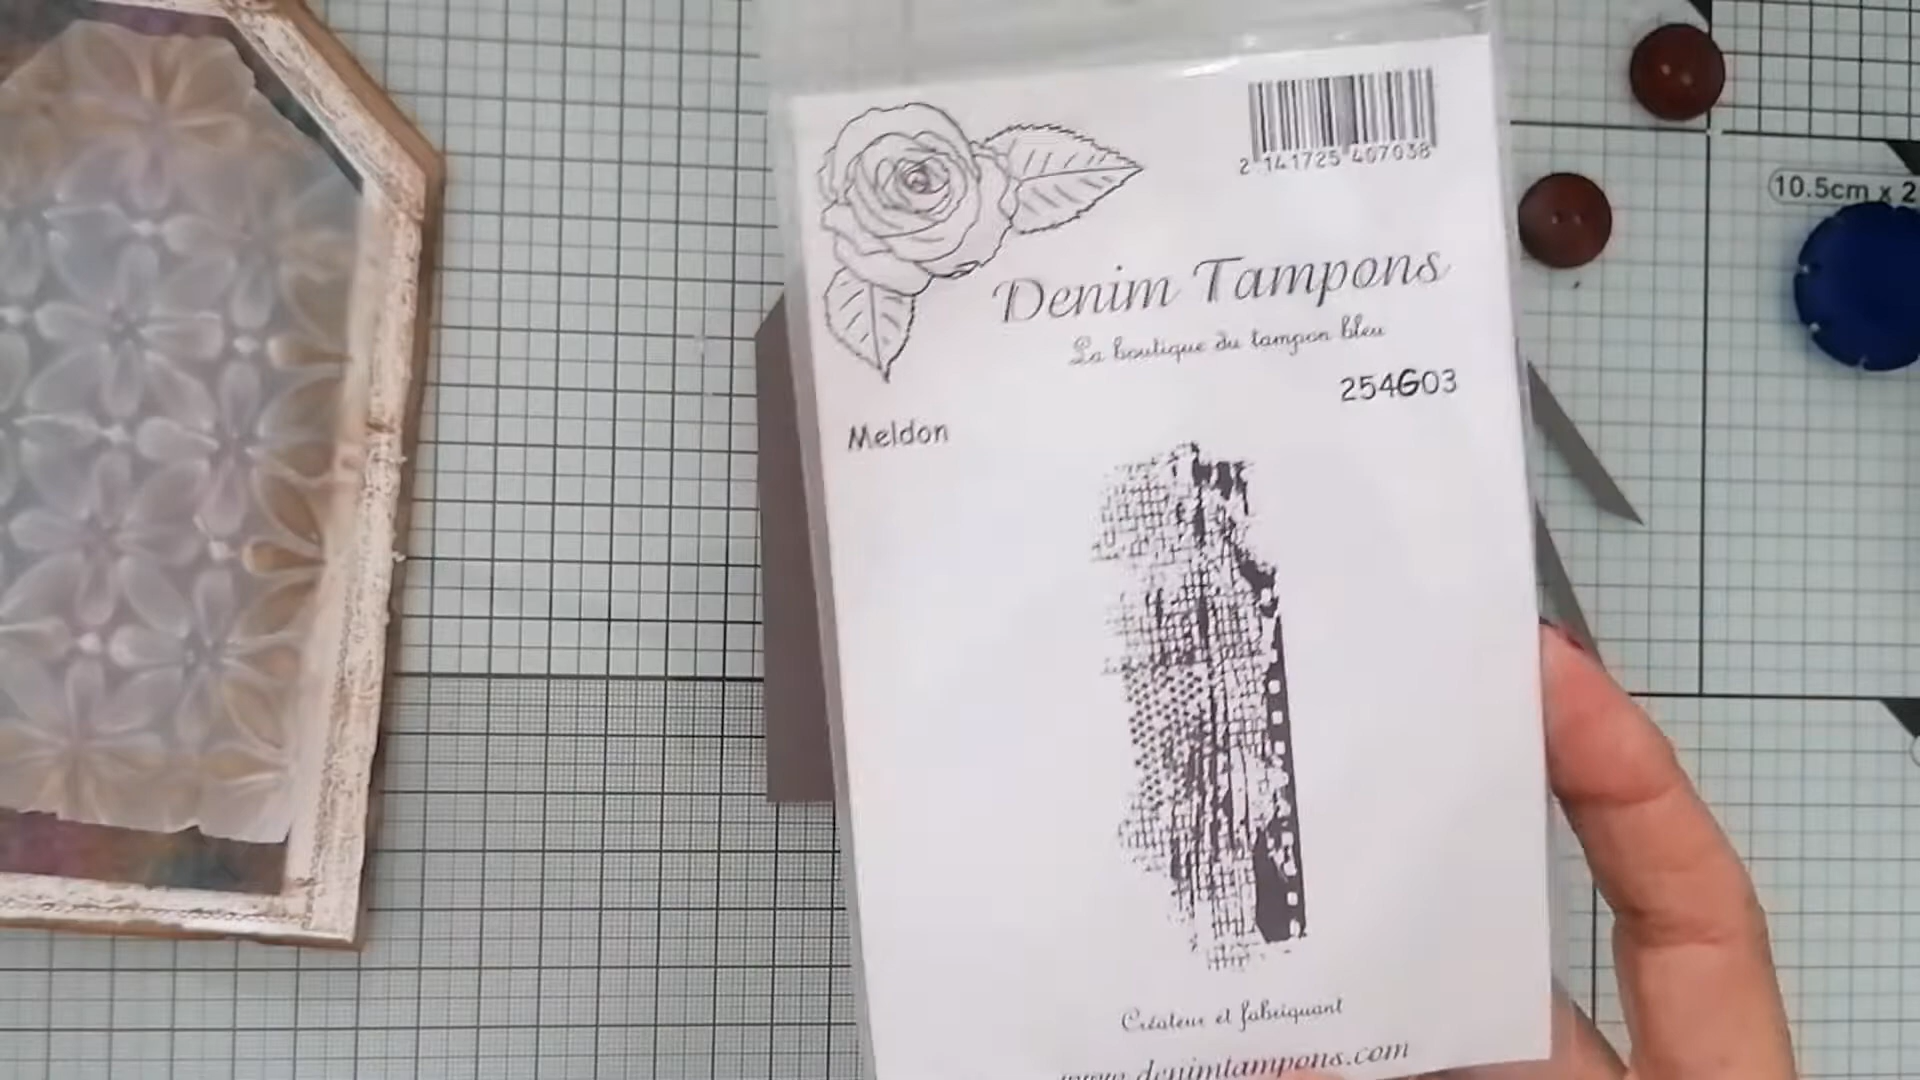 2 141725 407038
10.5cm x 2
Denim Tampons
La boutique du tampon bleu
254G03
Meldon
Créateur et fabriquant
www.denimtampons.com